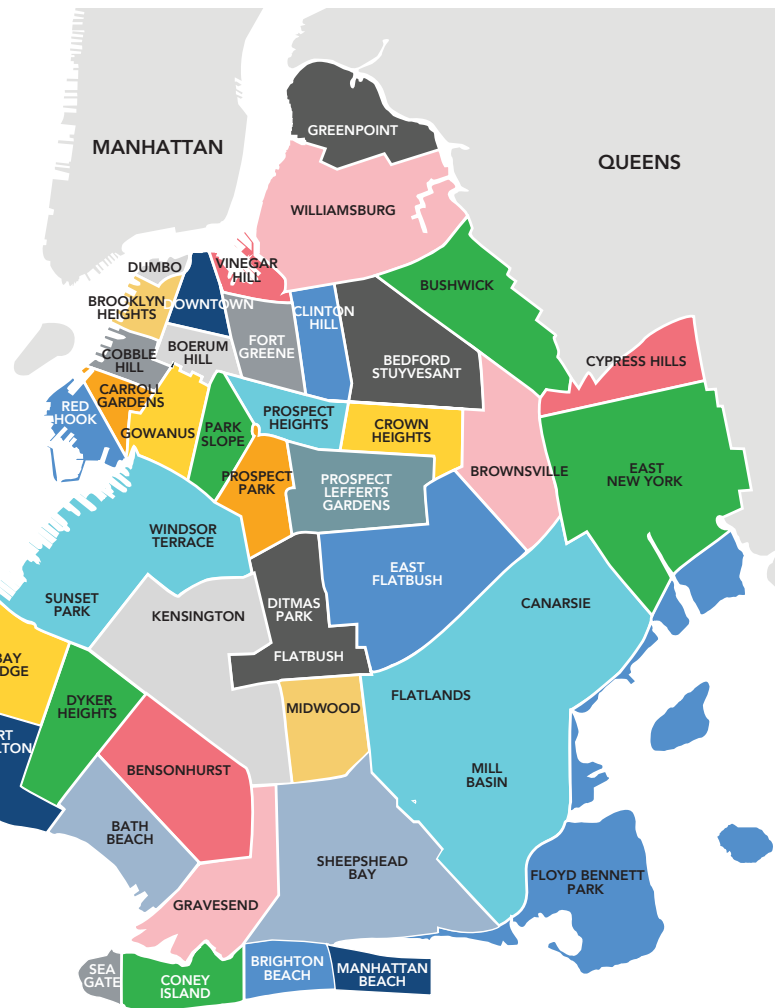 MANHATTAN
QUEENS
GREENPOINT
WILLIAMSBURG
DUMBO
VINEGAR
HILL
BROOKLYN
HEIGHTS
DOWNTOWN
CLINTON
HILL
BUSHWICK
COBBLE
HILL
BOERUM
HILL
FORT
GREENE
BEDFORD
STUYVESANT
CYPRESS HILLS
RED
HOOK
CARROLL
GARDENS
GOWANUS
PARK
SLOPE
PROSPECT
HEIGHTS
CROWN
HEIGHTS
PROSPECT
PARK
PROSPECT
LEFFERTS
GARDENS
BROWNSVILLE
EAST
NEW YORK
WINDSOR
TERRACE
EAST
FLATBUSH
SUNSET
PARK
KENSINGTON
DITMAS
PARK
CANARSIE
FLATBUSH
BAY
DGE
DYKER
HEIGHTS
MIDWOOD
FLATLANDS
RT
LTON
BENSONHURST
MILL
BASIN
BATH
BEACH
SHEEPSHEAD
BAY
FLOYD BENNETT
PARK
GRAVESEND
SEA
GATE
CONEY
ISLAND
BRIGHTON
BEACH
MANHATTAN
BEACH